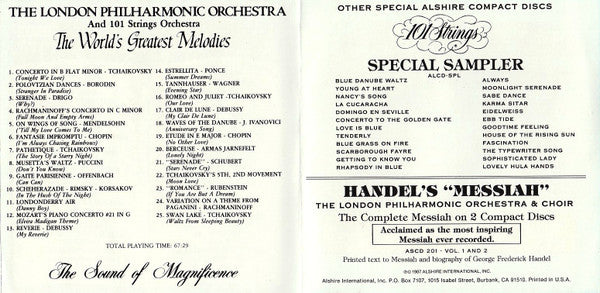 THE LONDON PHILHARMONIC ORCHESTRA
And 101 Strings Orchestra
The World's Greatest Melodies
1. CONCERTO IN B FLAT MINOR - TCHAIKOVSKY
(Tonight We Love)
2. POLOVTZIAN DANCES - BORODIN
(Stranger In Paradise)
3. SERENADE - DRIGO
(Why?)
4. RACHMANINOFF'S CONCERTO IN C MINOR
(Full Moon And Empty Arms)
5. ON WINGS OF SONG - MENDELSOHN
('Till My Love Comes To Me)
6. FANTASIE IMPROMPTU - CHOPIN
(I'm Always Chasing Rainbows)
7. PATHETIQUE - TCHAIKOVSKY
(The Story Of a Starry Night)
8. MUSETTA'S WALTZ - PUCCINI
(Don't You Know)
9. GAITE PARISIENNE - OFFENBACH
(Can Can)
10. SCHEHERAZADE - RIMSKY - KORSAKOF
(In The Hush Of The Night)
11. LONDONDERRY AIR
(Danny Boy)
12. MOZART'S PIANO CONCERTO #21 IN G
(Elvira Madigan Theme)
13. REVERIE - DEBUSSY
(My Reverie)
14. ESTRELLITA - PONCE
(Summer Dreams)
15. TANNHAUSER - WAGNER
(Evening Star)
16. ROMEO AND JULIET - TCHAIKOVSKY
(Our Love)
17. CLAIR DE LUNE - DEBUSSY
(My Clair De Lune)
18. WAVES OF THE DANUBE - J. IVANOVICI
(Anniversary Song)
19. ETUDE IN E MAJOR - CHOPIN
(No Other Love)
20. BERCEUSE - ARMAS JARNEFELT
(Lonely Night)
21. "SERENADE" - SCHUBERT
(Stars Never Cry)
22. TCHAIKOVSKY'S 5TH, 2ND MOVEMENT
(Moon Love)
23. "ROMANCE" - RUBENSTEIN
(If You Are But A Dream)
24. VARIATION ON A THEME FROM
PAGANINI - RACHMANINOFF
25. SWAN LAKE - TCHAIKOVSKY
(Waltz From Sleeping Beauty)
TOTAL PLAYING TIME: 67:29
The Sound of Magnificence
OTHER SPECIAL ALSHIRE COMPACT DISCS
101 Strings
SPECIAL SAMPLER
ALCD-SPL
BLUE DANUBE WALTZ
YOUNG AT HEART
NANCY'S SONG
LA CUCARACHA
DOMINGO EN SEVILLE
CONCERTO TO THE GOLDEN GATE
LOVE IS BLUE
TENDERLY
BLUE GRASS ON FIRE
SCARBOROUGH FAYRE
GETTING TO KNOW YOU
RHAPSODY IN BLUE
ALWAYS
MOONLIGHT SERENADE
SABE DANCE
KARMA SITAR
EIDELWEISS
EBB TIDE
GOODTIME FEELING
HOUSE OF THE RISING SUN
FASCINATION
THE TYPEWRITER SONG
SOPHISTICATED LADY
LOVELY HULA HANDS
HANDEL'S "MESSIAH"
THE LONDON PHILHARMONIC ORCHESTRA & CHOIR
The Complete Messiah on 2 Compact Discs
Acclaimed as the most inspiring
Messiah ever recorded.
ASCD 201 - VOL. 1 AND 2
Printed text to Messiah and biography of George Frederick Handel
© 1987 ALSHIRE INTERNATIONAL, INC.
Alshire International, Inc. P.O. Box 7107, 1015 Isabel Street, Burbank, CA 91510. Printed in U.S.A.